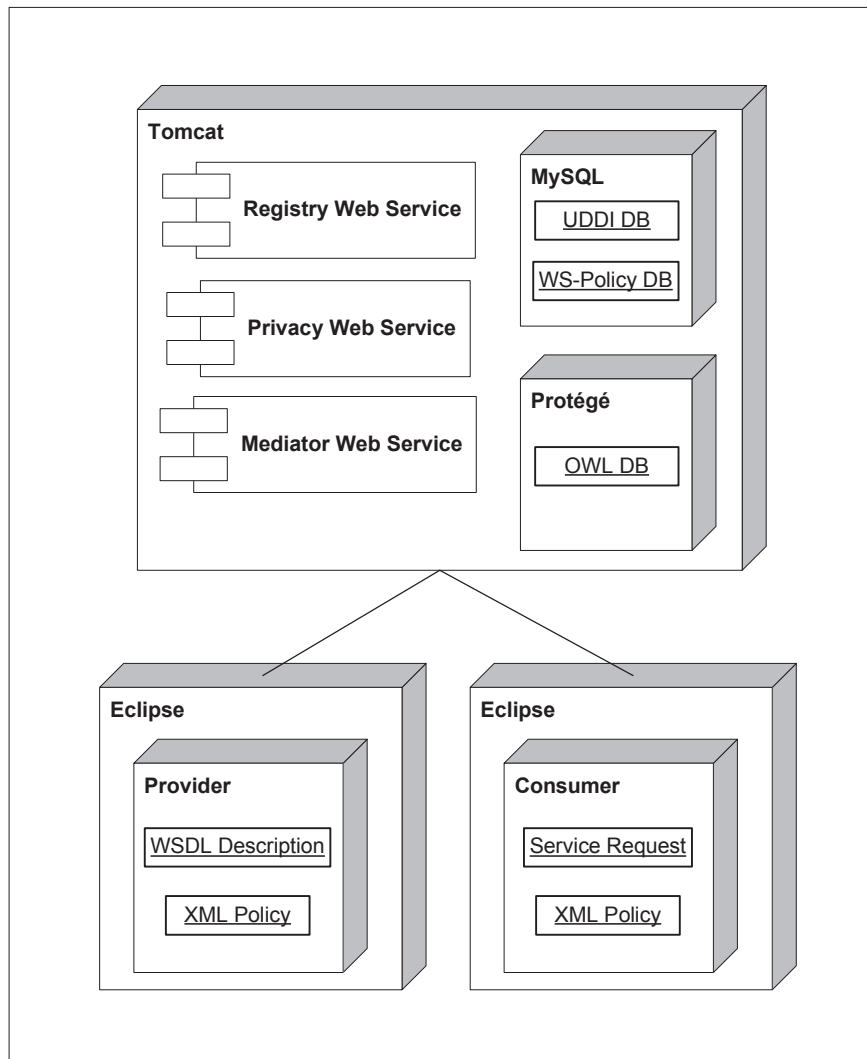 Tomcat
Registry Web Service
Privacy Web Service
Mediator Web Service
MySQL
UDDI DB
WS-Policy DB
Protégé
OWL DB
Eclipse
Provider
WSDL Description
XML Policy
Eclipse
Consumer
Service Request
XML Policy